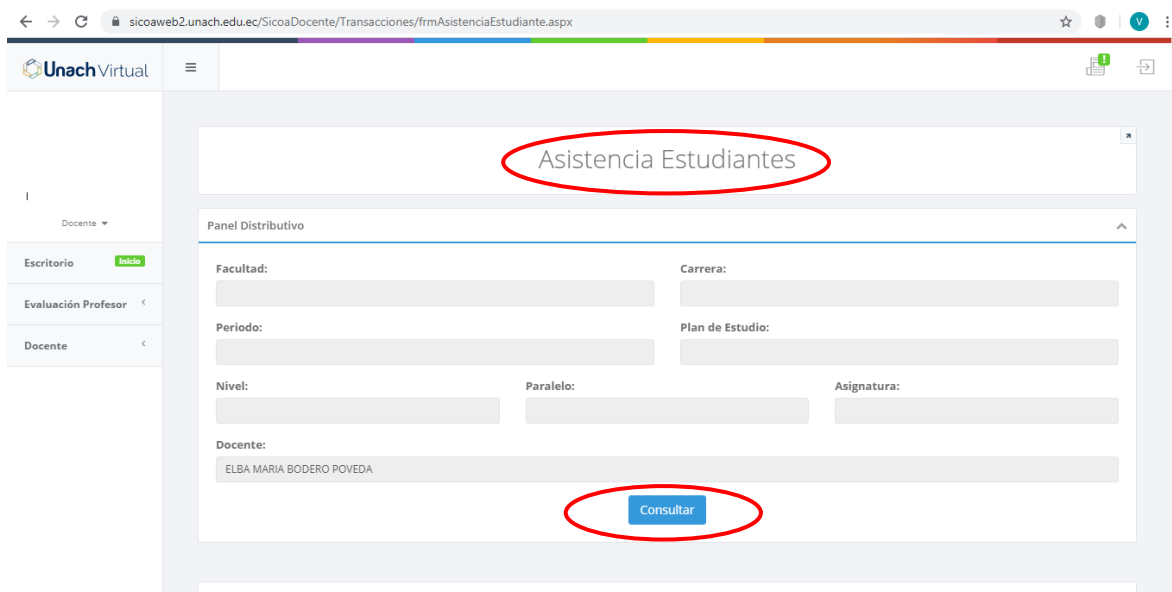 sicoaweb2.unach.edu.ec/SicoaDocente/Transacciones/frmAsistenciaEstudiante.aspx
V
Unach Virtual
!
Asistencia Estudiantes
I
Docente
Escritorio Inicio
Evaluación Profesor
Docente
Panel Distributivo
Facultad: Carrera:
Periodo: Plan de Estudio:
Nivel: Paralelo: Asignatura:
Docente:
ELBA MARIA BODERO POVEDA
Consultar